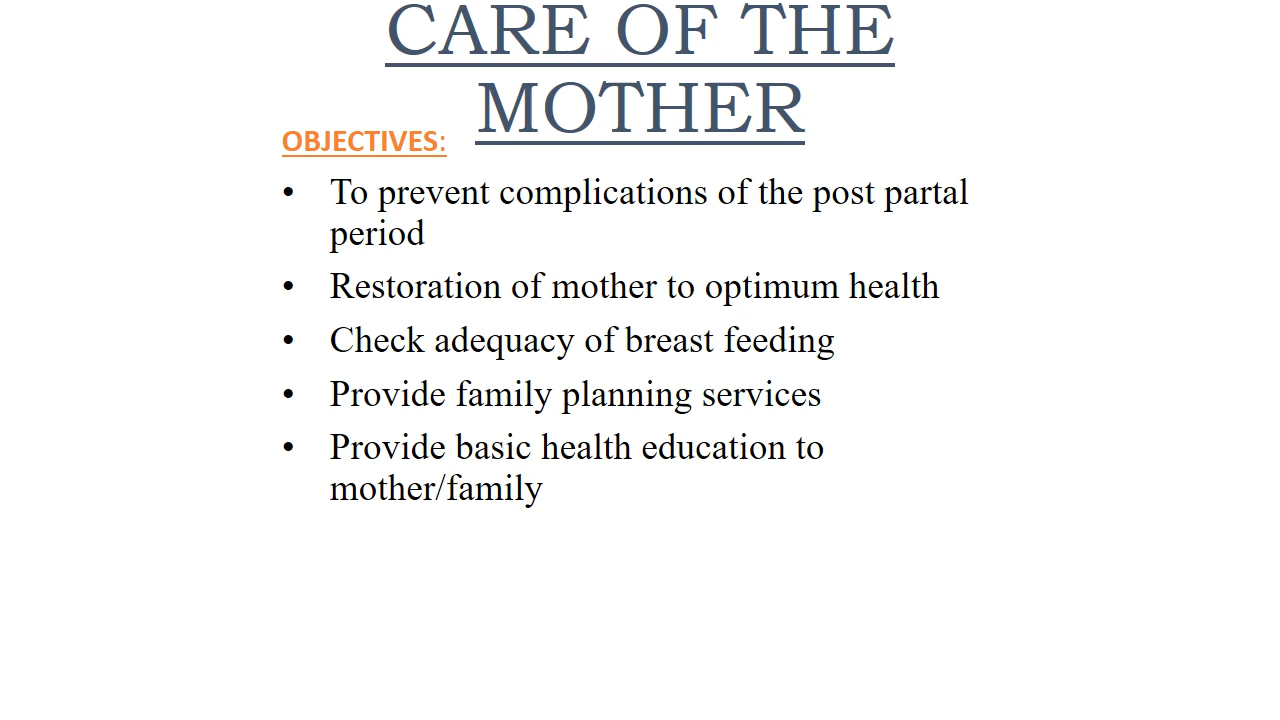 CARE OF THE
MOTHER
OBJECTIVES:
• To prevent complications of the post partal
period
• Restoration of mother to optimum health
• Check adequacy of breast feeding
• Provide family planning services
• Provide basic health education to
mother/family